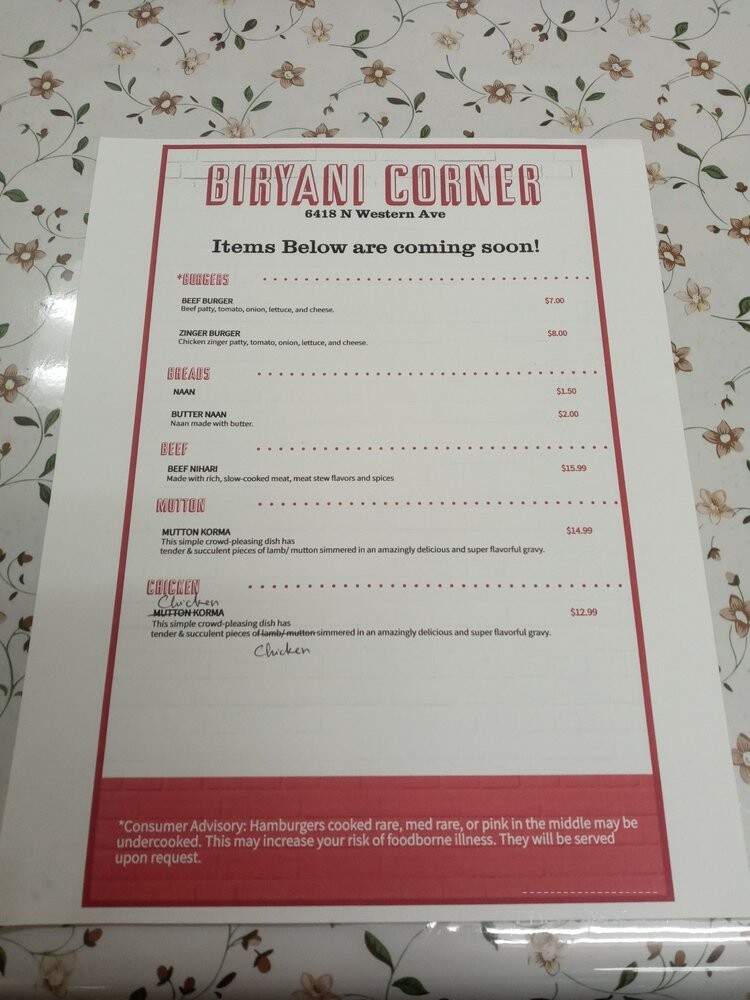 BIRYANI CORNER
6418 N Western Ave
Items Below are coming soon!
*BURGERS
BEEF BURGER $7.00
Beef patty, tomato, onion, lettuce, and cheese.
ZINGER BURGER $8.00
Chicken zinger patty, tomato, onion, lettuce, and cheese.
BREADS
NAAN $1.50
BUTTER NAAN $2.00
Naan made with butter.
BEEF
BEEF NIHARI $15.99
Made with rich, slow-cooked meat, meat stew flavors and spices
MUTTON
MUTTON KORMA $14.99
This simple crowd-pleasing dish has
tender & succulent pieces of lamb/ mutton simmered in an amazingly delicious and super flavorful gravy.
CHICKEN
Chicken
MUTTON KORMA $12.99
This simple crowd-pleasing dish has
tender & succulent pieces of lamb/ mutton simmered in an amazingly delicious and super flavorful gravy.
Chicken
*Consumer Advisory: Hamburgers cooked rare, med rare, or pink in the middle may be
undercooked. This may increase your risk of foodborne illness. They will be served
upon request.